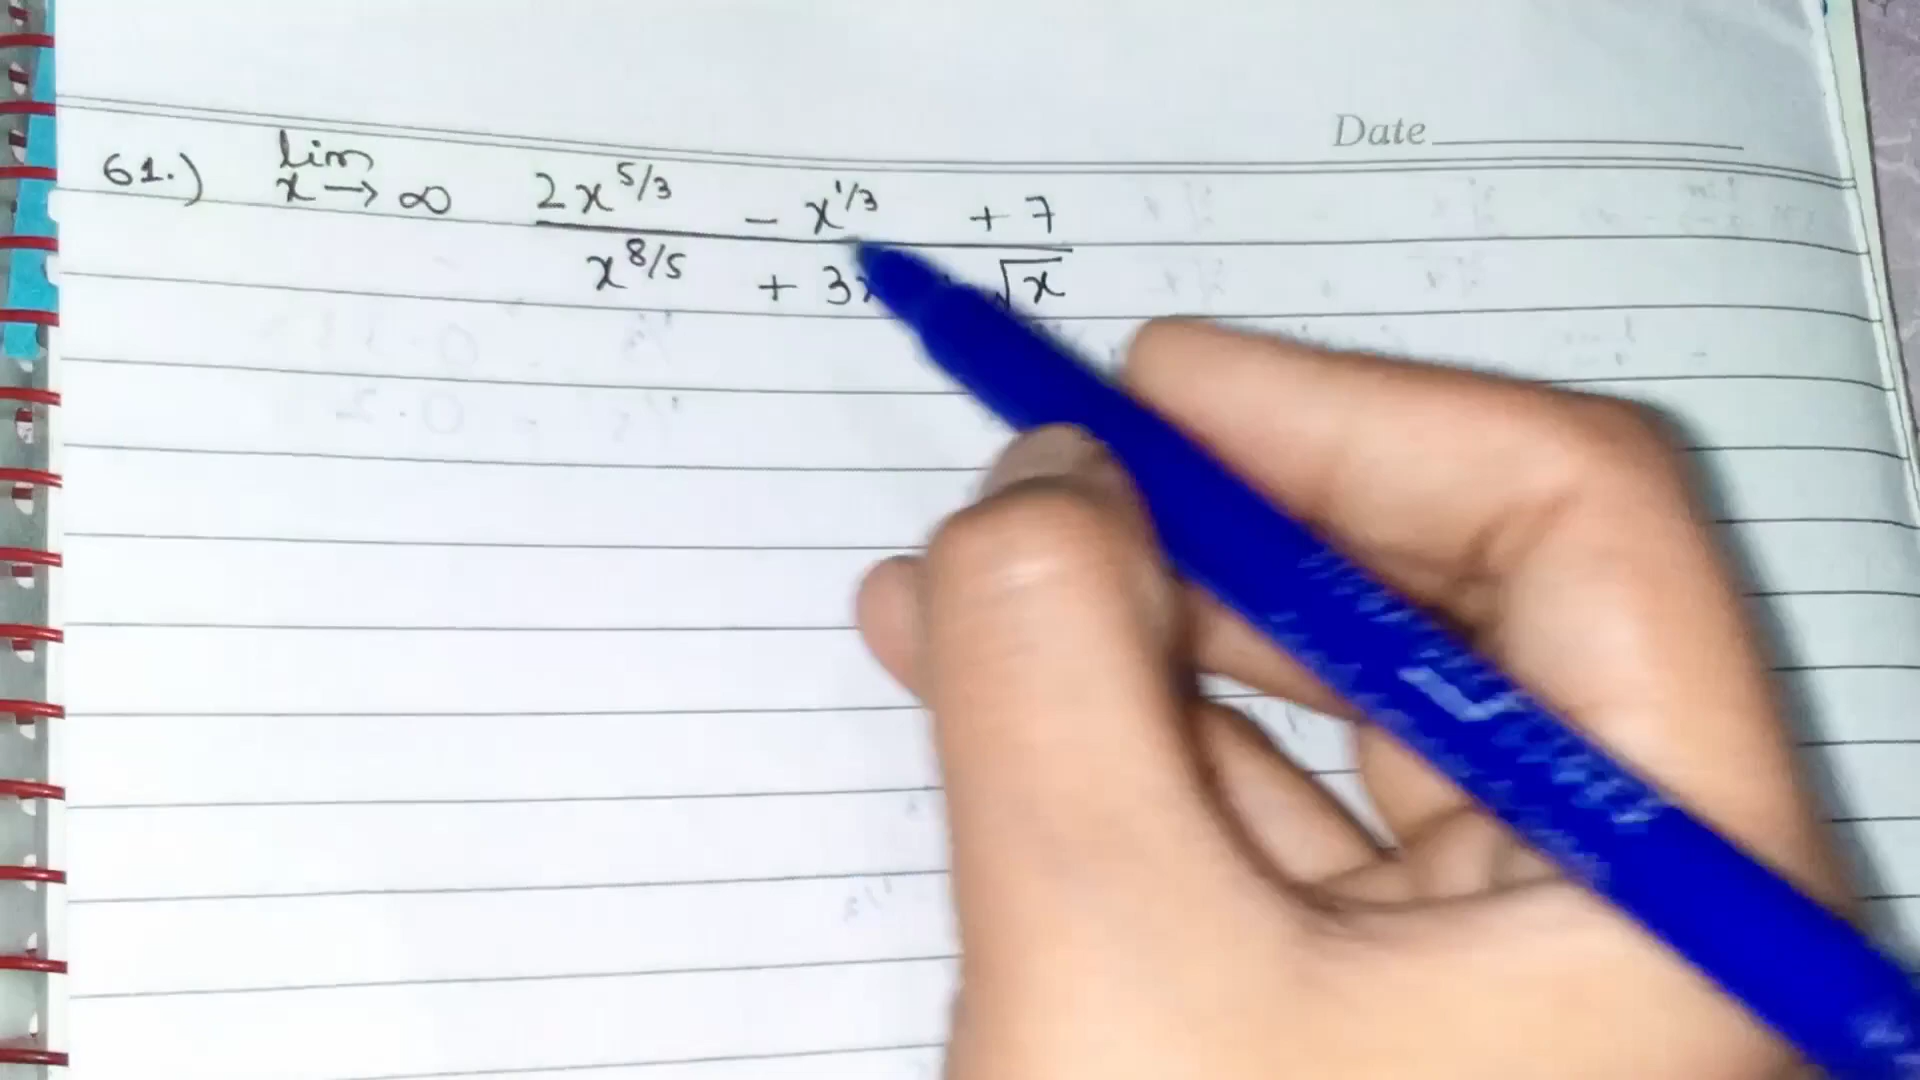 Date
61.) lim x → ∞ 2x^5/3 - x^1/3 + 7
x^8/5 + 3x √x